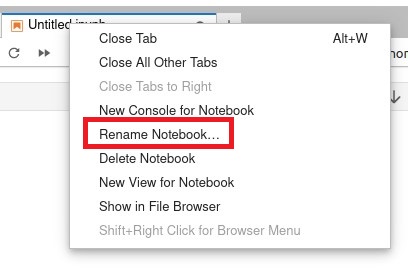 Untitled.ipynb
Close Tab Alt+W
Close All Other Tabs
Close Tabs to Right
New Console for Notebook
Rename Notebook…
Delete Notebook
New View for Notebook
Show in File Browser
Shift+Right Click for Browser Menu